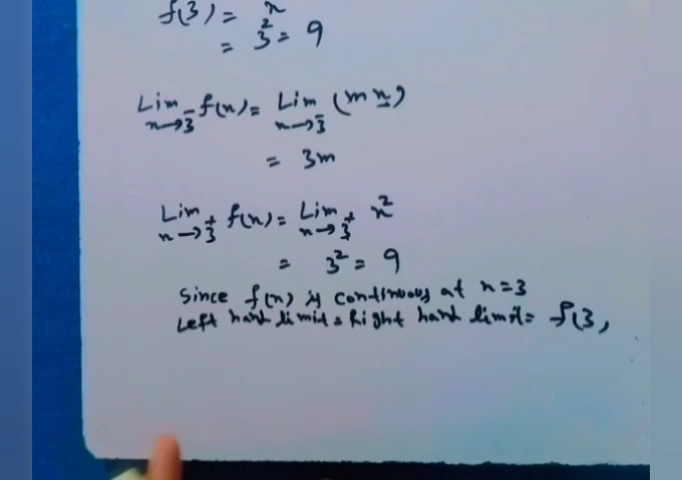 f(3) = x²
= 3² = 9
Lim x→3⁻ f(x) = Lim x→3⁻ (mx)
= 3m
Lim x→3⁺ f(x) = Lim x→3⁺ x²
= 3² = 9
Since f(x) is continuous at x=3
Left hand limit = Right hand limit = f(3,